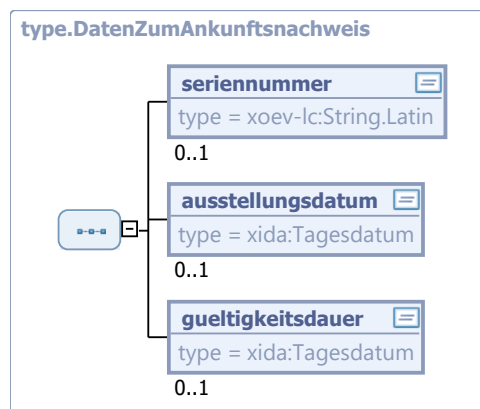 type.DatenZumAnkunftsnachweis
seriennummer
type = xoev-lc:String.Latin
0..1
ausstellungsdatum
type = xida:Tagesdatum
0..1
gueltigkeitsdauer
type = xida:Tagesdatum
0..1